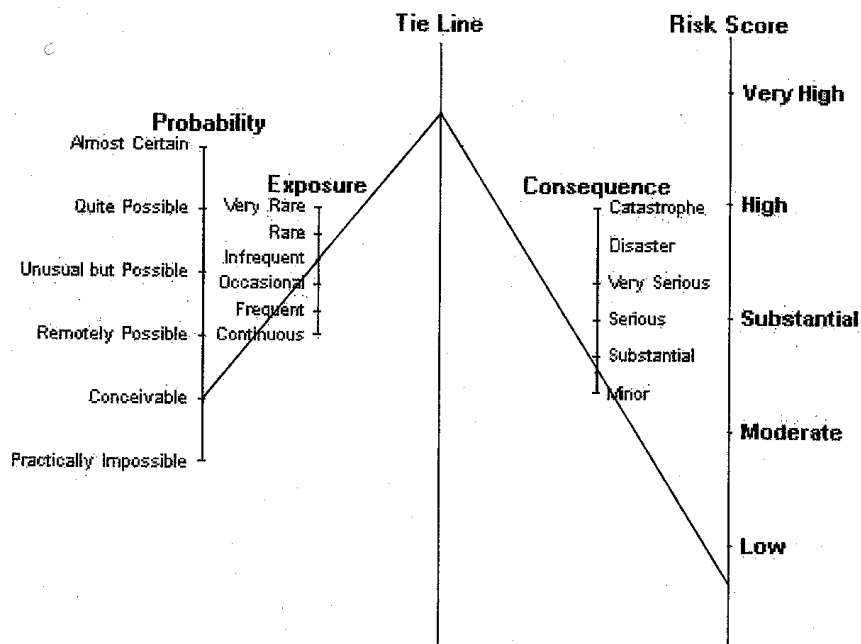 Tie Line
Risk Score
Very High
High
Substantial
Moderate
Low
Probability
Almost Certain
Quite Possible
Unusual but Possible
Remotely Possible
Conceivable
Practically Impossible
Exposure
Very Rare
Rare
Infrequent
Occasional
Frequent
Continuous
Consequence
Catastrophe
Disaster
Very Serious
Serious
Substantial
Minor